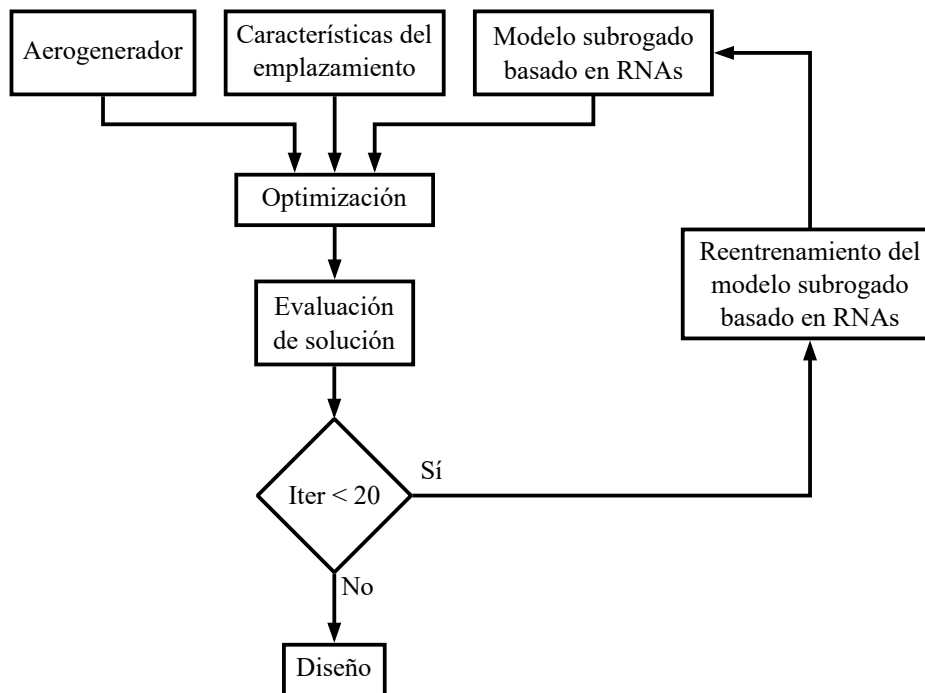 Aerogenerador
Características del
emplazamiento
Modelo subrogado
basado en RNAs
Optimización
Reentrenamiento del
modelo subrogado
basado en RNAs
Evaluación
de solución
Sí
Iter < 20
No
Diseño